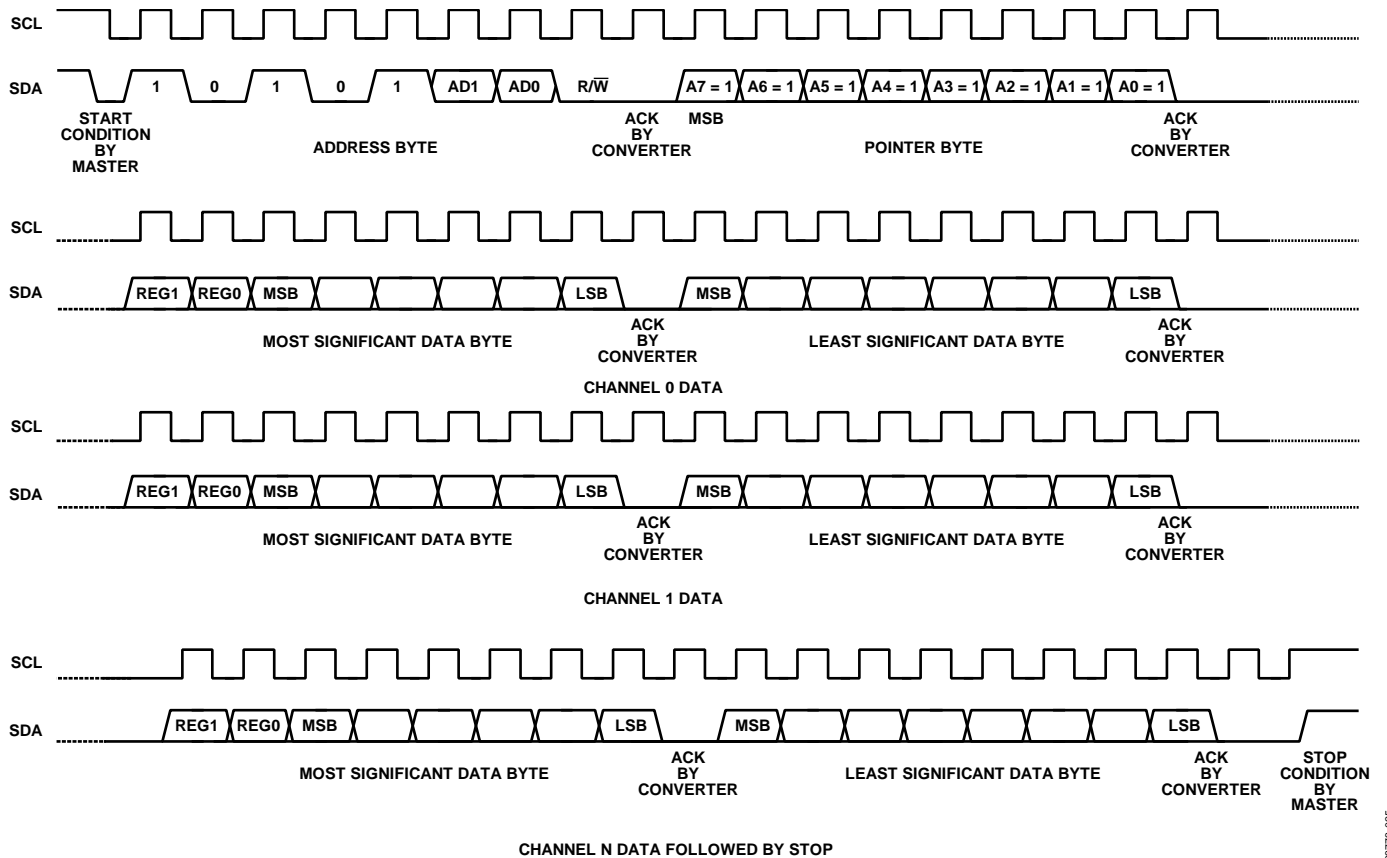 SCL
SDA 1 0 1 0 1 AD1 AD0 R/W̅ A7 = 1 A6 = 1 A5 = 1 A4 = 1 A3 = 1 A2 = 1 A1 = 1 A0 = 1
START CONDITION BY MASTER
ADDRESS BYTE
ACK BY CONVERTER
MSB
POINTER BYTE
ACK BY CONVERTER
SCL
SDA REG1 REG0 MSB LSB MSB LSB
MOST SIGNIFICANT DATA BYTE
ACK BY CONVERTER
LEAST SIGNIFICANT DATA BYTE
ACK BY CONVERTER
CHANNEL 0 DATA
SCL
SDA REG1 REG0 MSB LSB MSB LSB
MOST SIGNIFICANT DATA BYTE
ACK BY CONVERTER
LEAST SIGNIFICANT DATA BYTE
ACK BY CONVERTER
CHANNEL 1 DATA
SCL
SDA REG1 REG0 MSB LSB MSB LSB
MOST SIGNIFICANT DATA BYTE
ACK BY CONVERTER
LEAST SIGNIFICANT DATA BYTE
ACK BY CONVERTER
STOP CONDITION BY MASTER
CHANNEL N DATA FOLLOWED BY STOP